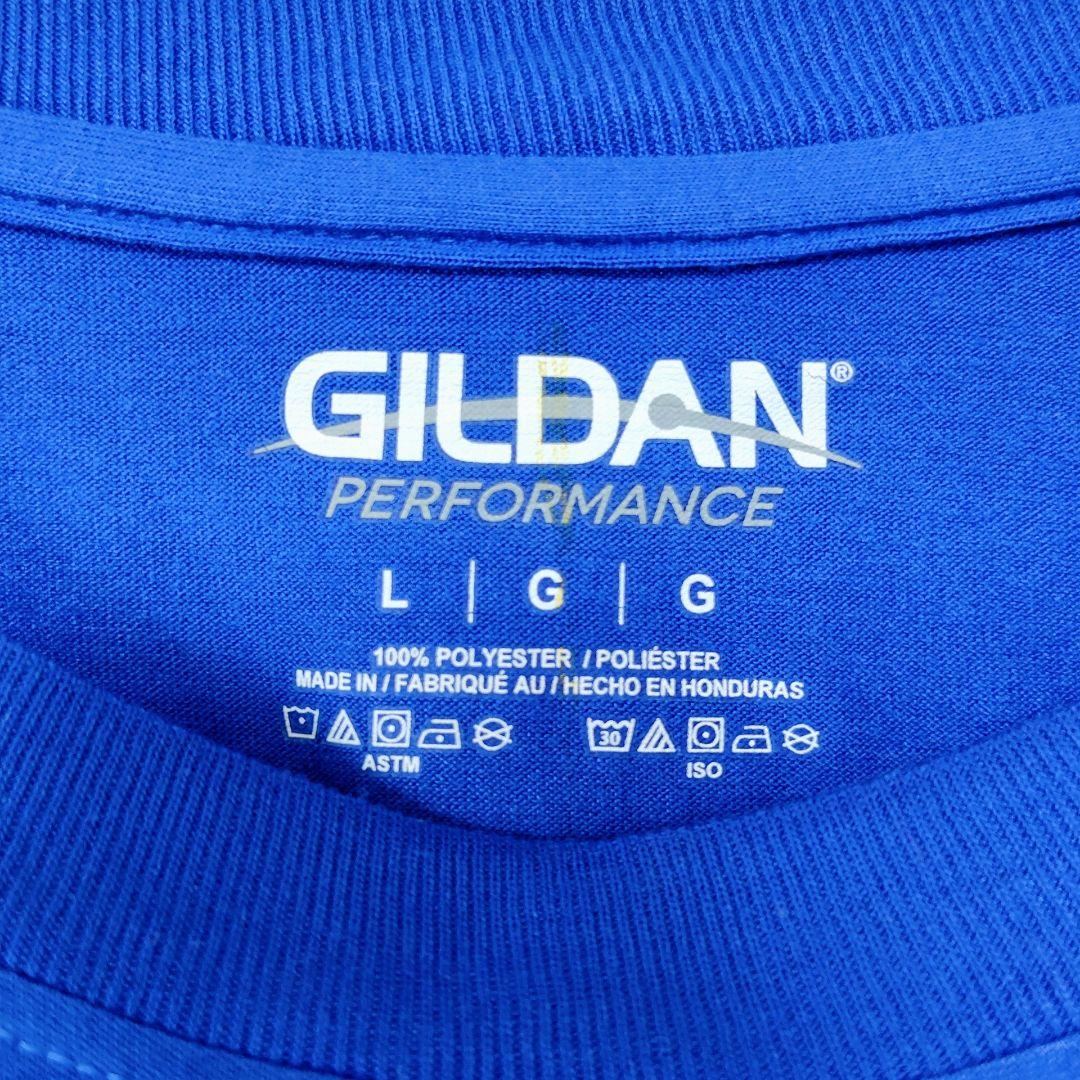 GILDAN®
PERFORMANCE
L | G | G
100% POLYESTER / POLIÉSTER
MADE IN / FABRIQUÉ AU / HECHO EN HONDURAS
30
ASTM
ISO